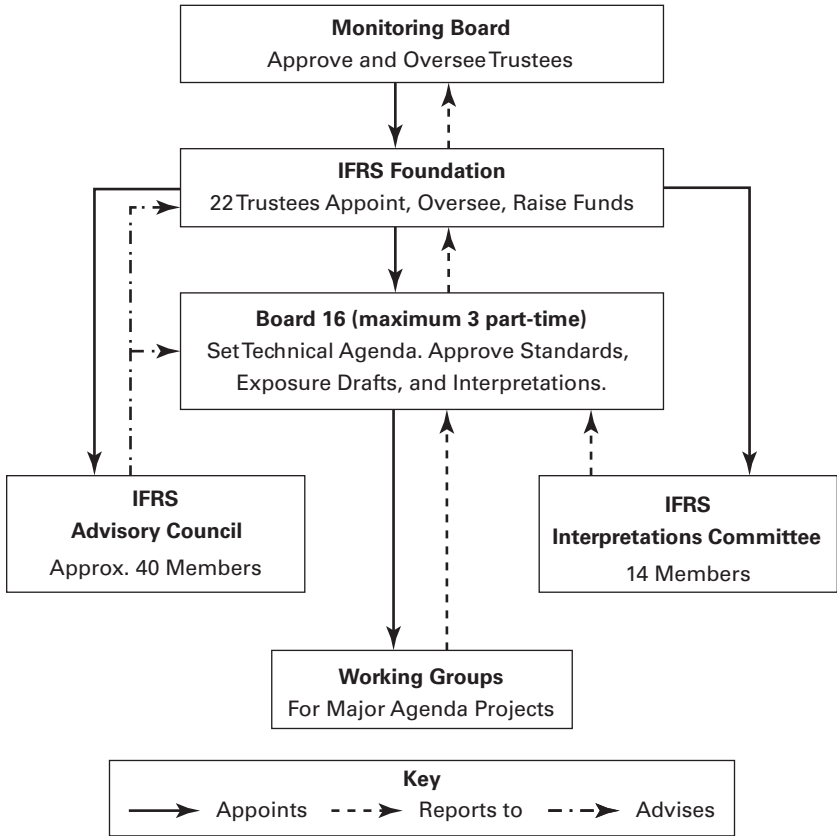 Monitoring Board
Approve and Oversee Trustees
IFRS Foundation
22 Trustees Appoint, Oversee, Raise Funds
Board 16 (maximum 3 part-time)
Set Technical Agenda. Approve Standards,
Exposure Drafts, and Interpretations.
IFRS
Advisory Council
Approx. 40 Members
IFRS
Interpretations Committee
14 Members
Working Groups
For Major Agenda Projects
Key
Appoints Reports to Advises